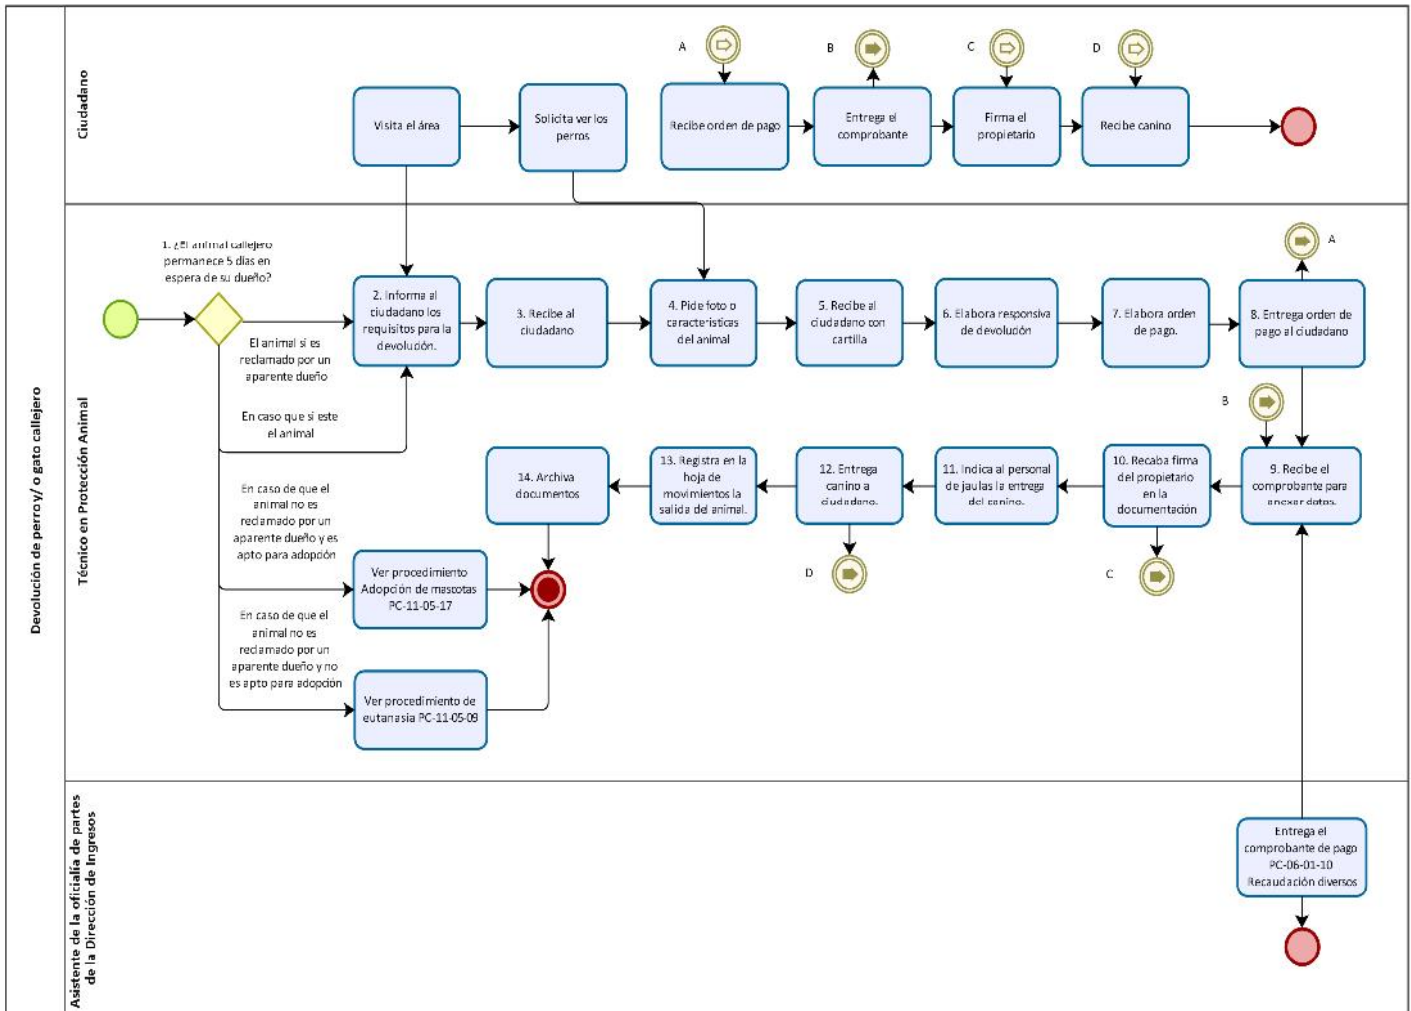 Devolución de perro y/ o gato callejero
Ciudadano
A
B
C
D
Visita el área
Solicita ver los
perros
Recibe orden de pago
Entrega el
comprobante
Firma el
propietario
Recibe canino
Técnico en Protección Animal
1. ¿El animal callejero
permanece 5 días en
espera de su dueño?
A
2. Informa al
ciudadano los
requisitos para la
devolución.
3. Recibe al
ciudadano
4. Pide foto o
caracteristicas
del animal
5. Recibe al
ciudadano con
cartilla
6. Elabora responsiva
de devolución
7. Elabora orden
de pago.
8. Entrega orden de
pago al ciudadano
El animal si es
reclamado por un
aparente dueño
En caso que si este
el animal
B
14. Archiva
documentos
13. Registra en la
hoja de
movimientos la
salida del animal.
12. Entrega
canino a
ciudadano.
11. Indica al personal
de jaulas la entrega
del canino.
10. Recaba firma
del propietario
en la
documentación
9. Recibe el
comprobante para
anexar datos.
En caso de que el
animal no es
reclamado por un
aparente dueño y es
apto para adopción
D
C
Ver procedimiento
Adopción de mascotas
PC-11-05-17
En caso de que el
animal no es
reclamado por un
aparente dueño y no
es apto para adopción
Ver procedimiento de
eutanasia PC-11-05-09
Asistente de la oficialía de partes
de la Dirección de Ingresos
Entrega el
comprobante de pago
PC-06-01-10
Recaudación diversos